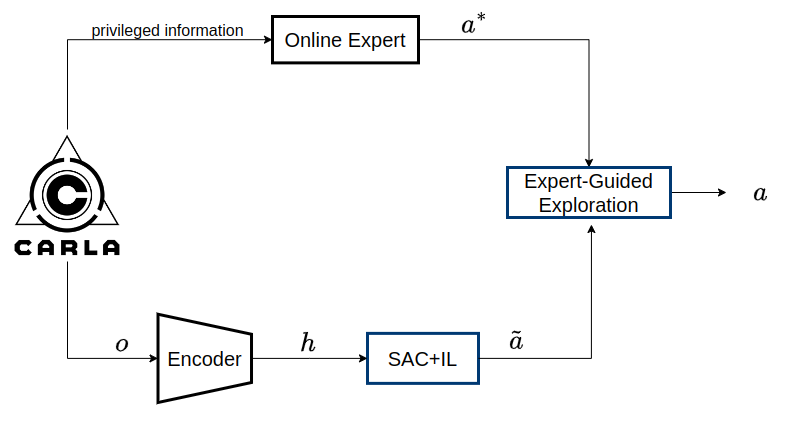 privileged information
Online Expert
a*
Expert-Guided
Exploration
a
CARLA
o
Encoder
h
SAC+IL
ã